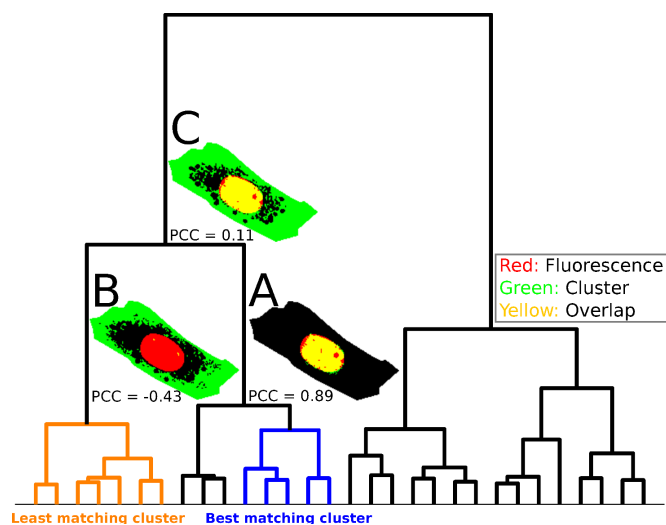 C
PCC = 0.11
Red: Fluorescence
Green: Cluster
Yellow: Overlap
B
A
PCC = -0.43
PCC = 0.89
Least matching cluster
Best matching cluster